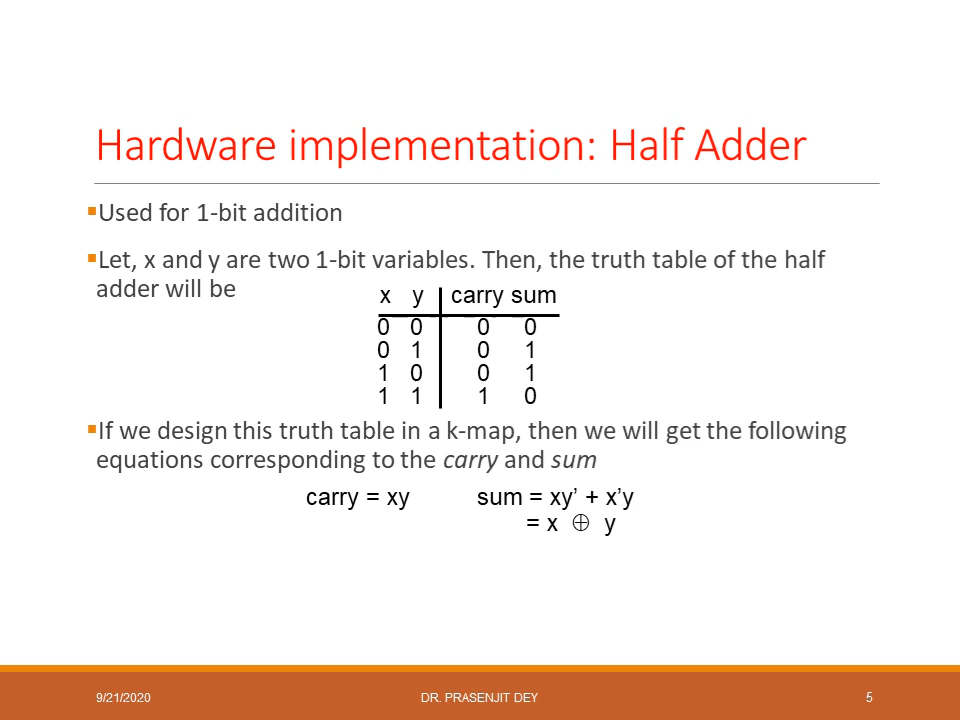 Hardware implementation: Half Adder
▪Used for 1-bit addition
▪Let, x and y are two 1-bit variables. Then, the truth table of the half
adder will be
x y carry sum
0 0 0 0
0 1 0 1
1 0 0 1
1 1 1 0
▪If we design this truth table in a k-map, then we will get the following
equations corresponding to the carry and sum
carry = xy sum = xy’ + x’y
= x ⊕ y
9/21/2020 DR. PRASENJIT DEY 5